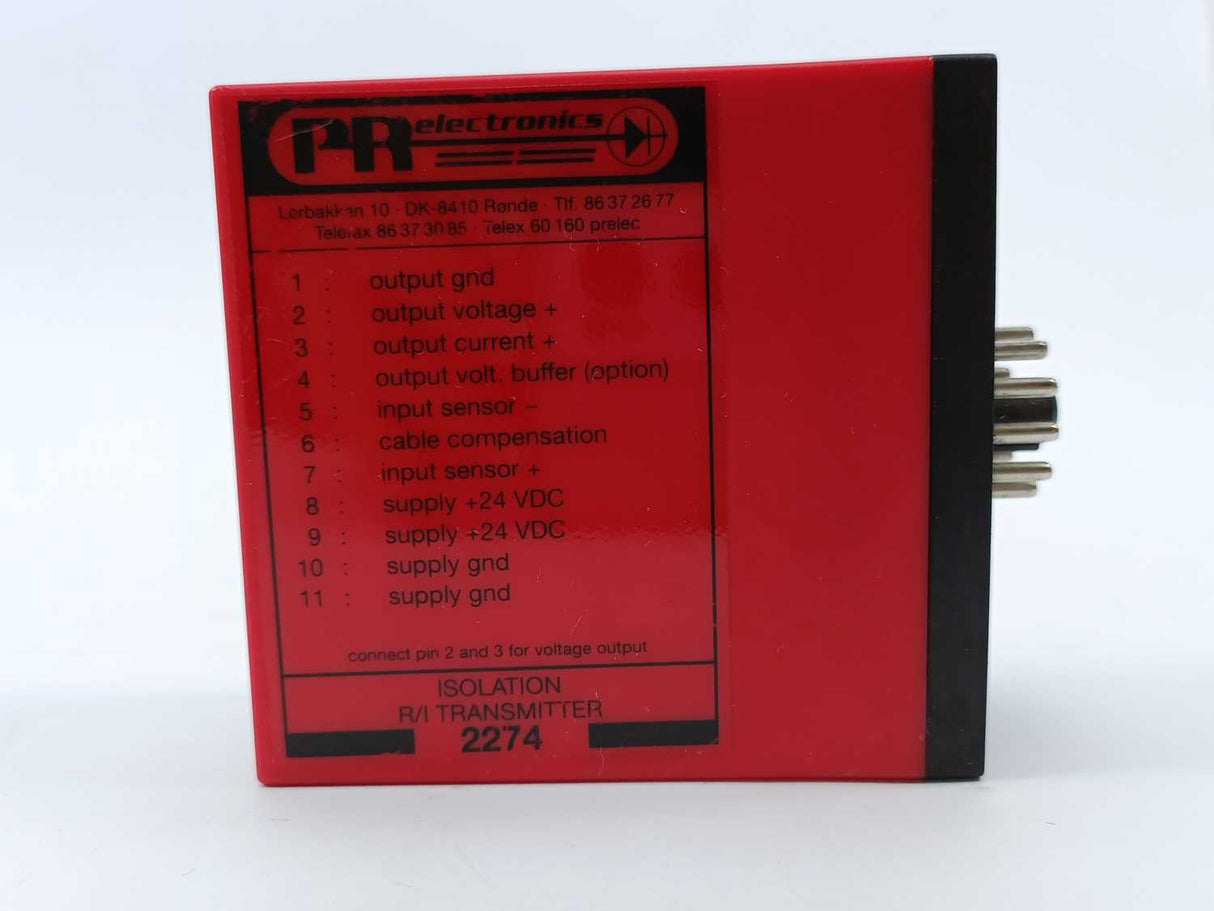 PR electronics
Lerbakken 10 · DK-8410 Rønde · Tlf. 86 37 26 77
Telefax 86 37 30 85 · Telex 60 160 prelec
1 : output gnd
2 : output voltage +
3 : output current +
4 : output volt. buffer (option)
5 : input sensor –
6 : cable compensation
7 : input sensor +
8 : supply +24 VDC
9 : supply +24 VDC
10 : supply gnd
11 : supply gnd
connect pin 2 and 3 for voltage output
ISOLATION
R/I TRANSMITTER
2274